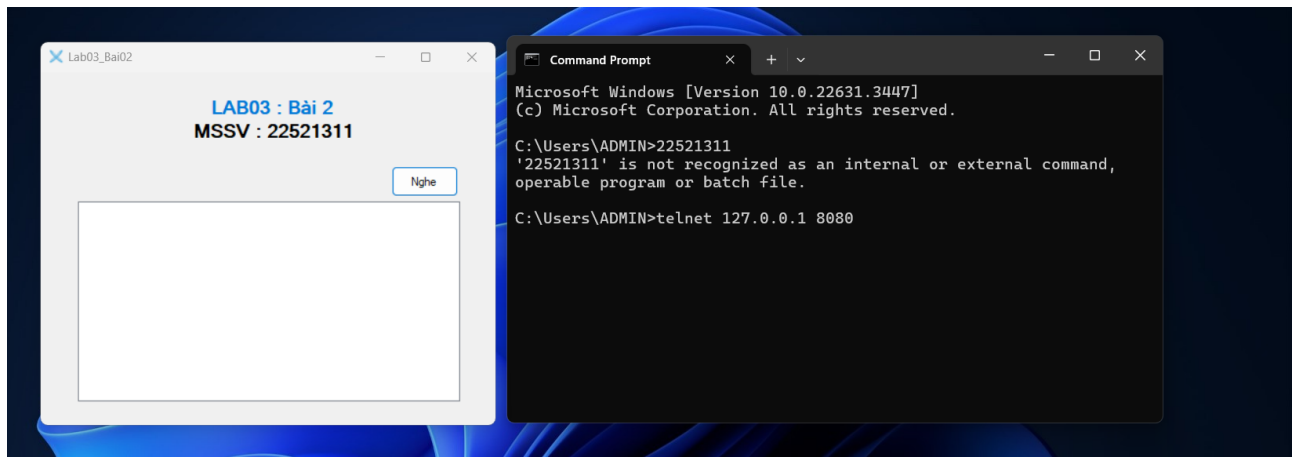 Lab03_Bai02
LAB03 : Bài 2
MSSV : 22521311
Nghe
Command Prompt
Microsoft Windows [Version 10.0.22631.3447]
(c) Microsoft Corporation. All rights reserved.
C:\Users\ADMIN>22521311
'22521311' is not recognized as an internal or external command,
operable program or batch file.
C:\Users\ADMIN>telnet 127.0.0.1 8080